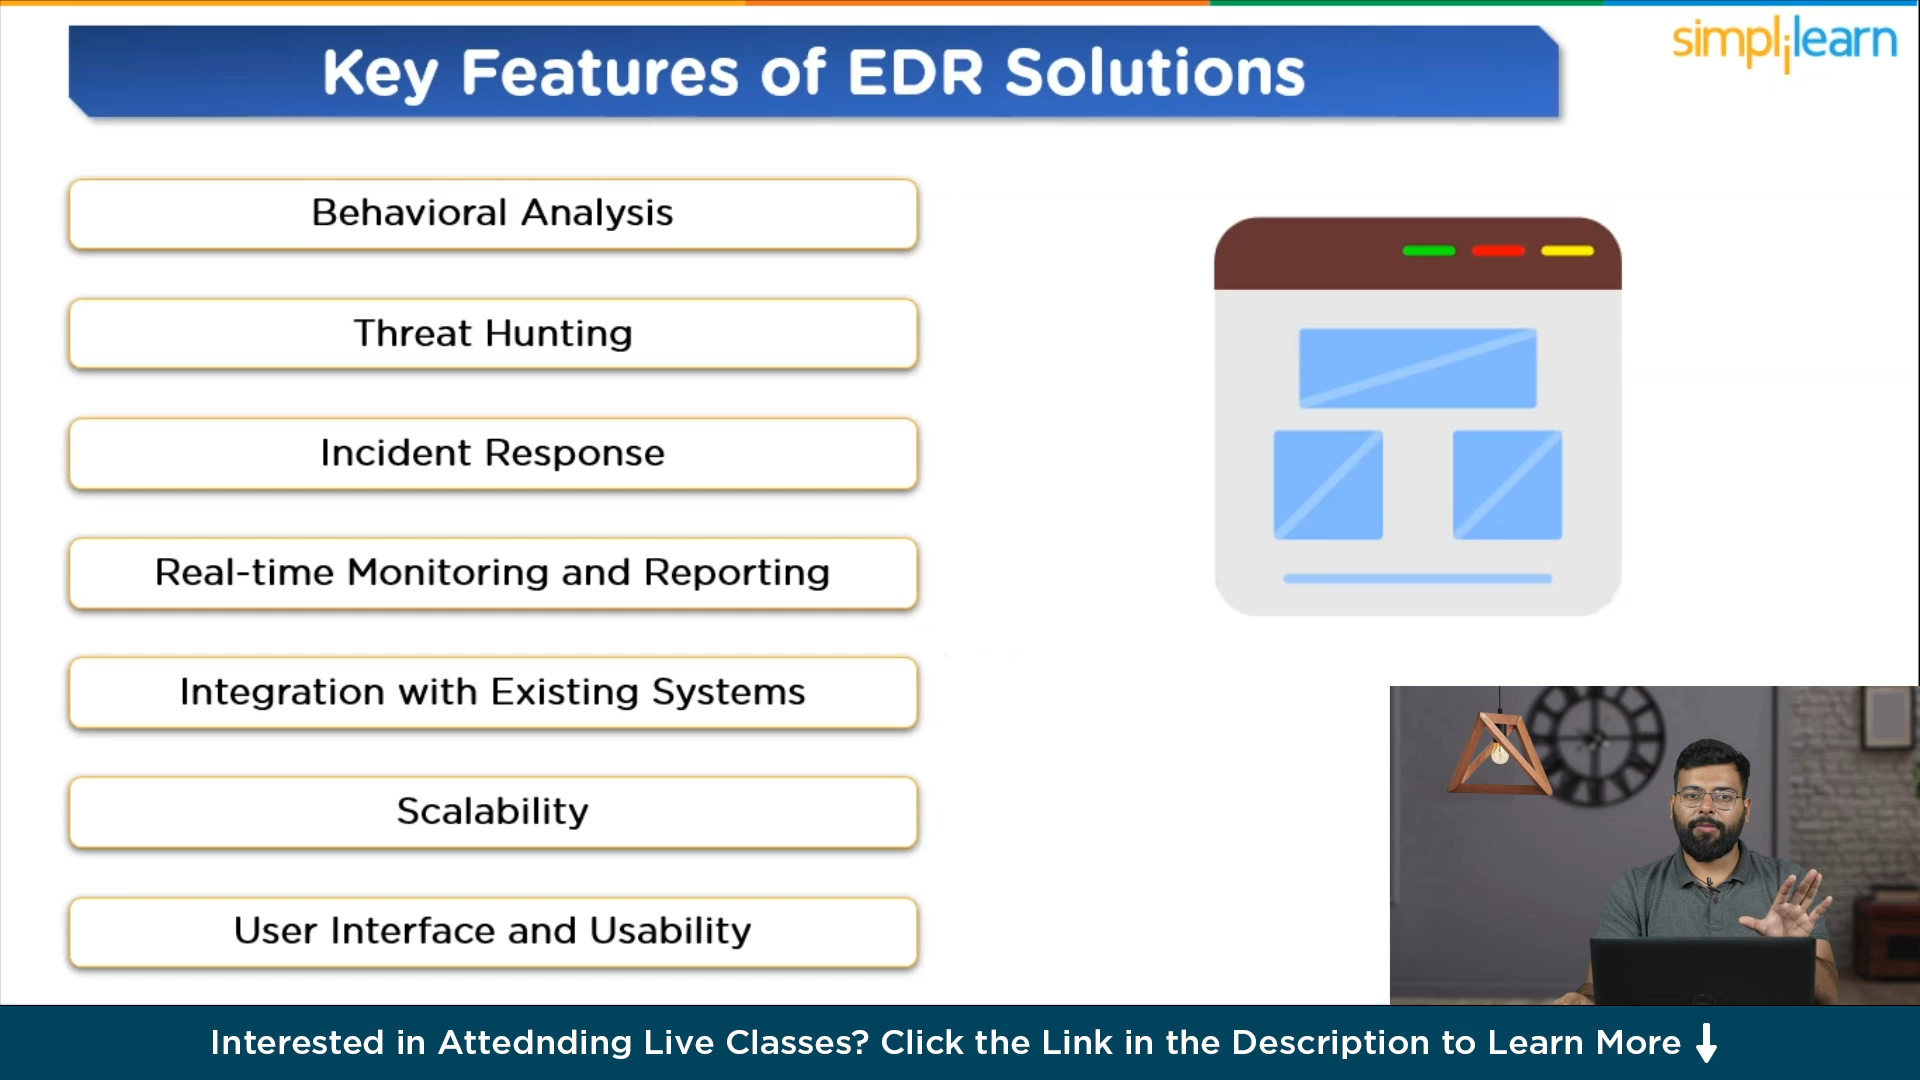 Key Features of EDR Solutions
simplilearn
Behavioral Analysis
Threat Hunting
Incident Response
Real-time Monitoring and Reporting
Integration with Existing Systems
Scalability
User Interface and Usability
Interested in Attednding Live Classes? Click the Link in the Description to Learn More